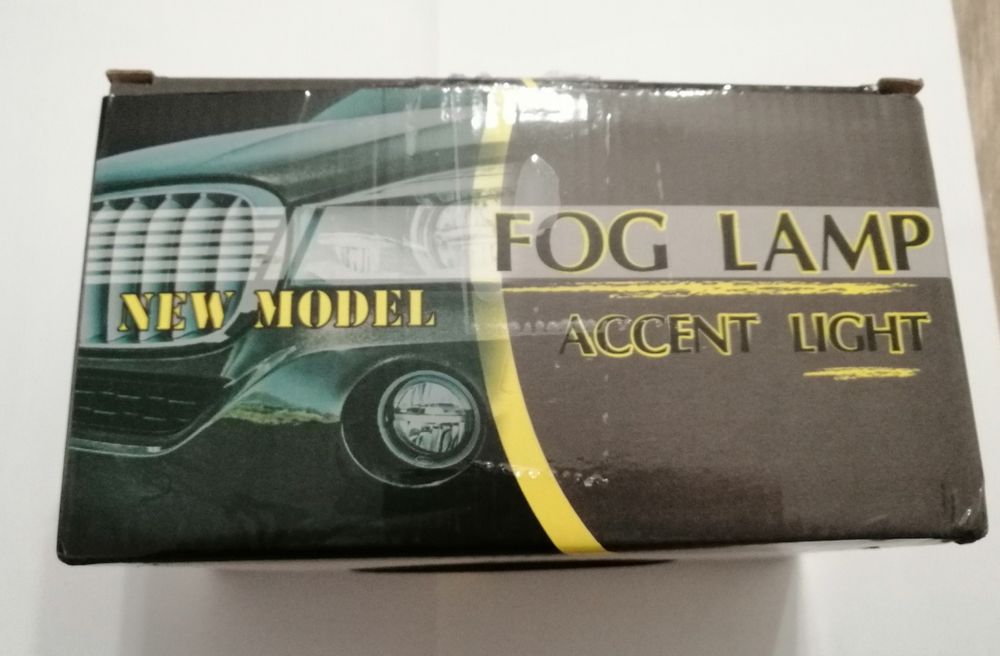 FOG LAMP
NEW MODEL
ACCENT LIGHT